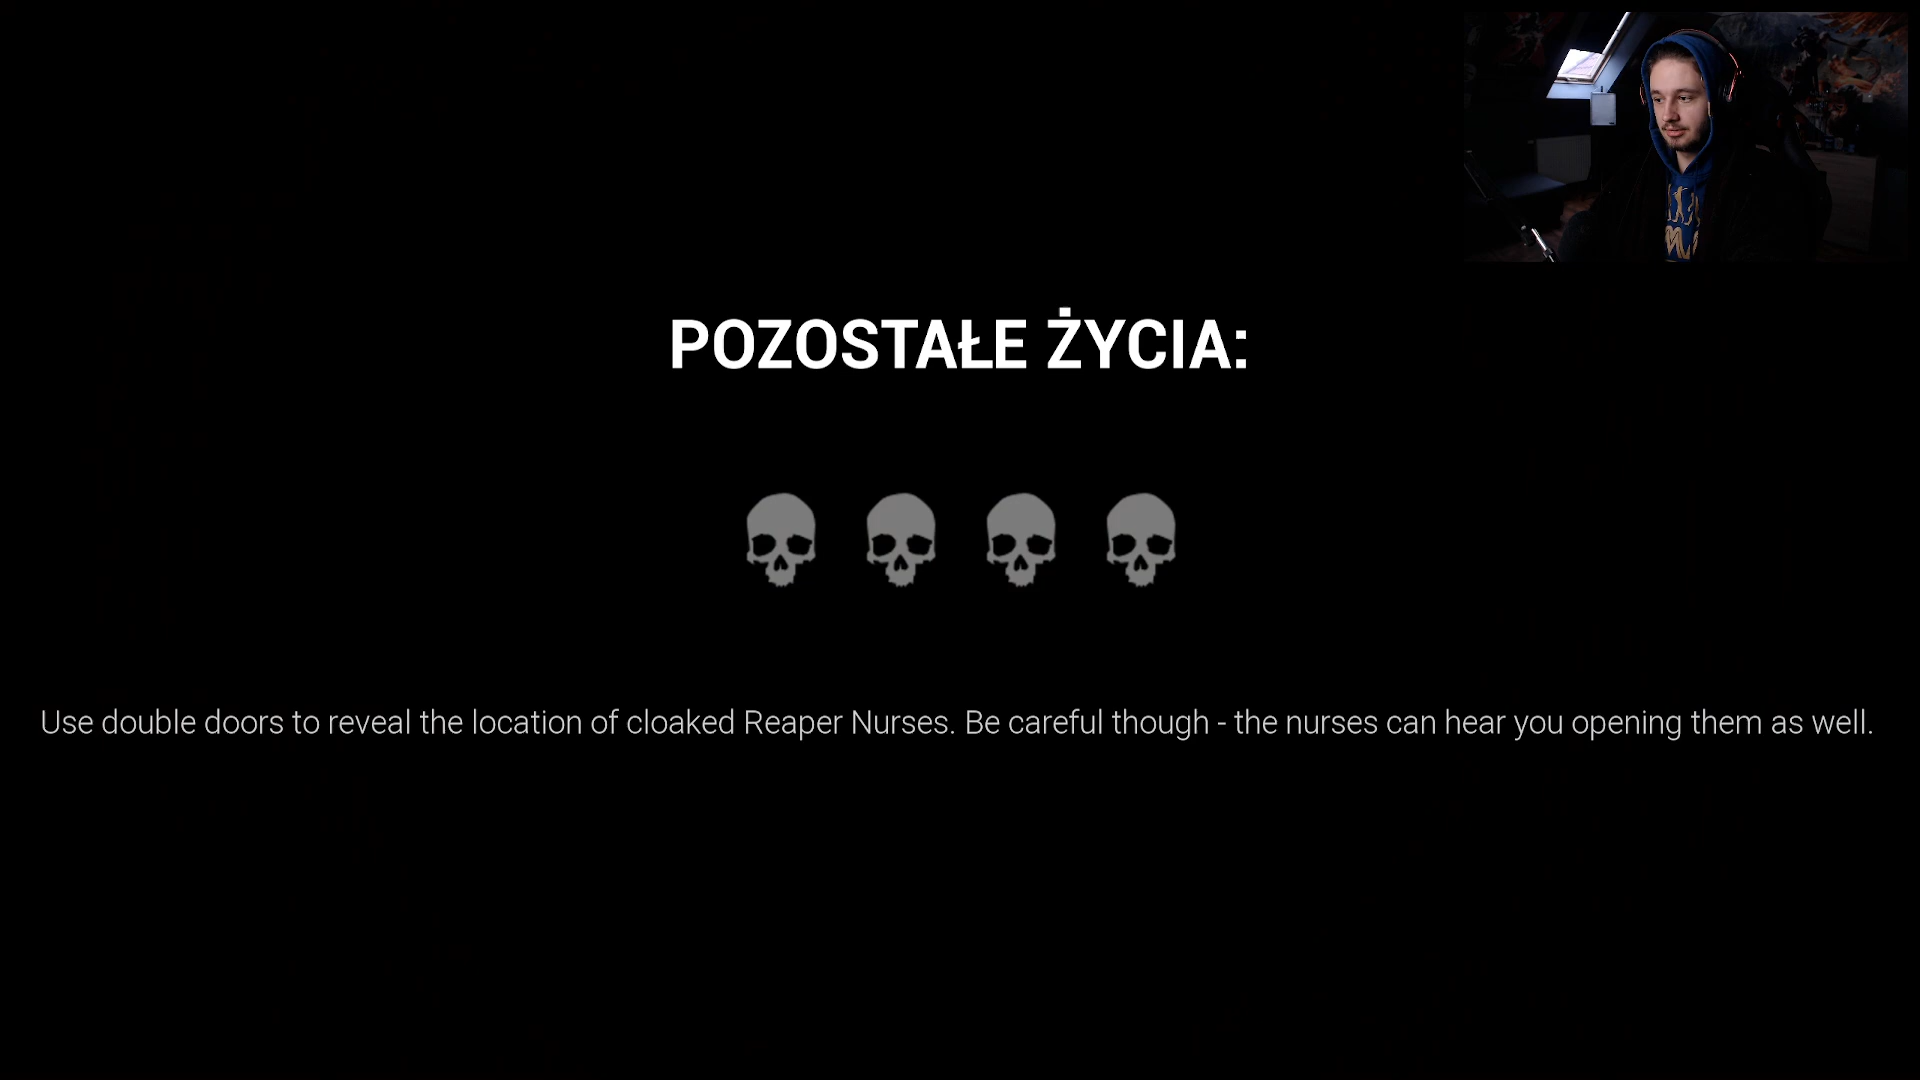 POZOSTAŁE ŻYCIA:
Use double doors to reveal the location of cloaked Reaper Nurses. Be careful though - the nurses can hear you opening them as well.